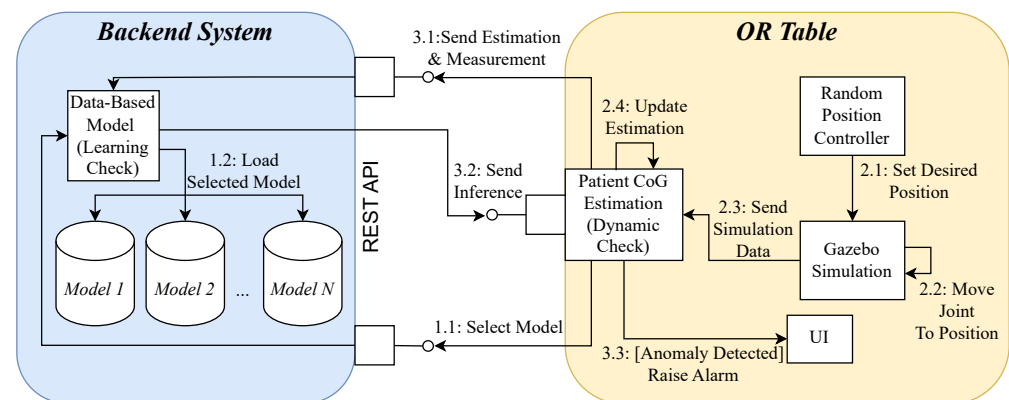 Backend System
OR Table
3.1:Send Estimation
& Measurement
Data-Based
Model
(Learning
Check)
1.2: Load
Selected Model
Model 1
Model 2
...
Model N
REST API
3.2: Send
Inference
1.1: Select Model
2.4: Update
Estimation
Patient CoG
Estimation
(Dynamic
Check)
Random
Position
Controller
2.1: Set Desired
Position
2.3: Send
Simulation
Data
Gazebo
Simulation
2.2: Move
Joint
To Position
UI
3.3: [Anomaly Detected]
Raise Alarm